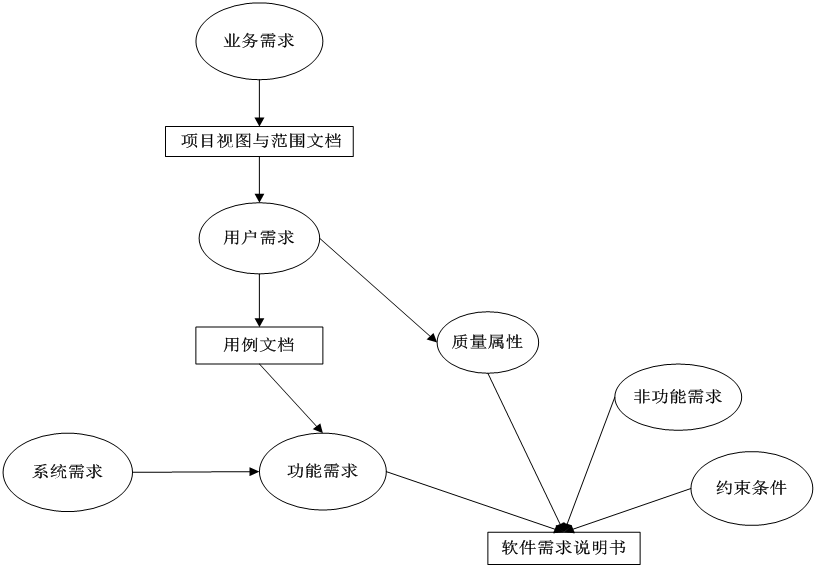 业务需求
项目视图与范围文档
用户需求
用例文档
质量属性
非功能需求
系统需求
功能需求
约束条件
软件需求说明书